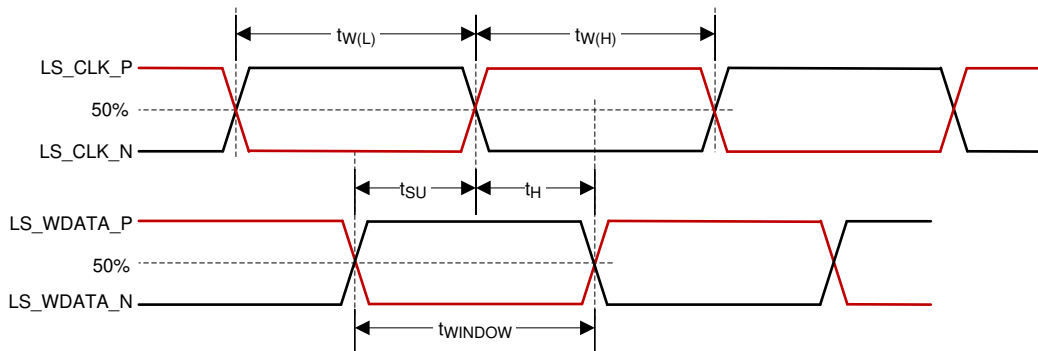 tW(L)
tW(H)
LS_CLK_P
50%
LS_CLK_N
tSU
tH
LS_WDATA_P
50%
LS_WDATA_N
tWINDOW